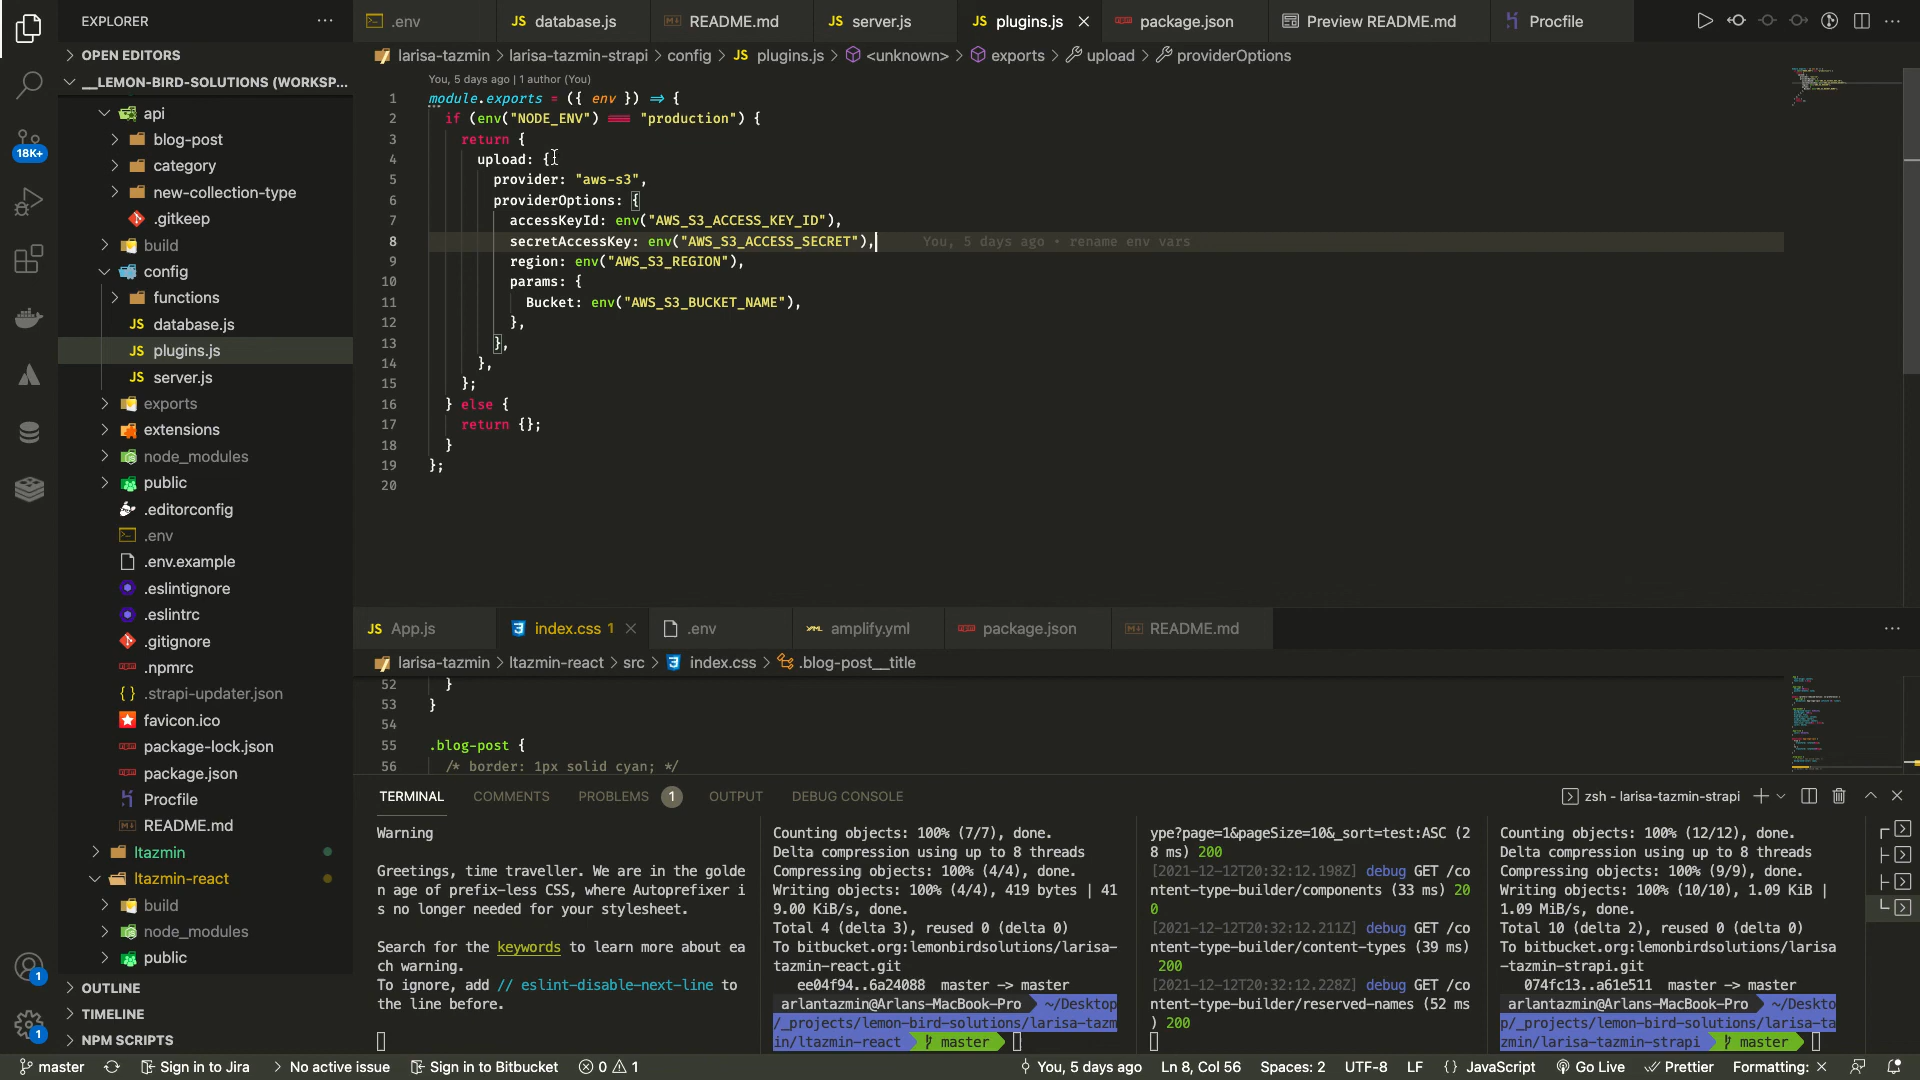 EXPLORER
.env
JS database.js
README.md
JS server.js
JS plugins.js
package.json
Preview README.md
Procfile
OPEN EDITORS
larisa-tazmin > larisa-tazmin-strapi > config > JS plugins.js > <unknown> > exports > upload > providerOptions
__LEMON-BIRD-SOLUTIONS (WORKSP...
api
blog-post
category
new-collection-type
.gitkeep
build
config
functions
JS database.js
JS plugins.js
JS server.js
exports
extensions
node_modules
public
.editorconfig
.env
.env.example
.eslintignore
.eslintrc
.gitignore
.npmrc
{ } .strapi-updater.json
favicon.ico
package-lock.json
package.json
Procfile
README.md
ltazmin
ltazmin-react
build
node_modules
public
OUTLINE
TIMELINE
NPM SCRIPTS
18K+
1
1
You, 5 days ago | 1 author (You)
1 module.exports = ({ env }) => {
2 if (env("NODE_ENV") === "production") {
3 return {
4 upload: {
5 provider: "aws-s3",
6 providerOptions: {
7 accessKeyId: env("AWS_S3_ACCESS_KEY_ID"),
8 secretAccessKey: env("AWS_S3_ACCESS_SECRET"), You, 5 days ago • rename env vars
9 region: env("AWS_S3_REGION"),
10 params: {
11 Bucket: env("AWS_S3_BUCKET_NAME"),
12 },
13 },
14 },
15 };
16 } else {
17 return {};
18 }
19 };
20
JS App.js
index.css 1
.env
amplify.yml
package.json
README.md
larisa-tazmin > ltazmin-react > src > index.css > .blog-post__title
52 }
53 }
54
55 .blog-post {
56 /* border: 1px solid cyan; */
TERMINAL COMMENTS PROBLEMS 1 OUTPUT DEBUG CONSOLE
zsh - larisa-tazmin-strapi
Warning
Greetings, time traveller. We are in the golde
n age of prefix-less CSS, where Autoprefixer i
s no longer needed for your stylesheet.
Search for the keywords to learn more about ea
ch warning.
To ignore, add // eslint-disable-next-line to
the line before.
Counting objects: 100% (7/7), done.
Delta compression using up to 8 threads
Compressing objects: 100% (4/4), done.
Writing objects: 100% (4/4), 419 bytes | 41
9.00 KiB/s, done.
Total 4 (delta 3), reused 0 (delta 0)
To bitbucket.org:lemonbirdsolutions/larisa-
tazmin-react.git
ee04f94..6a24088 master -> master
arlantazmin@Arlans-MacBook-Pro ~/Desktop
/_projects/lemon-bird-solutions/larisa-tazm
in/ltazmin-react master
ype?page=1&pageSize=10&_sort=test:ASC (2
8 ms) 200
[2021-12-12T20:32:12.198Z] debug GET /co
ntent-type-builder/components (33 ms) 20
0
[2021-12-12T20:32:12.211Z] debug GET /co
ntent-type-builder/content-types (39 ms)
200
[2021-12-12T20:32:12.228Z] debug GET /co
ntent-type-builder/reserved-names (52 ms
) 200
Counting objects: 100% (12/12), done.
Delta compression using up to 8 threads
Compressing objects: 100% (9/9), done.
Writing objects: 100% (10/10), 1.09 KiB |
1.09 MiB/s, done.
Total 10 (delta 2), reused 0 (delta 0)
To bitbucket.org:lemonbirdsolutions/larisa
-tazmin-strapi.git
074fc13..a61e511 master -> master
arlantazmin@Arlans-MacBook-Pro ~/Deskto
p/_projects/lemon-bird-solutions/larisa-ta
zmin/larisa-tazmin-strapi master
master Sign in to Jira > No active issue Sign in to Bitbucket 0 1 You, 5 days ago Ln 8, Col 56 Spaces: 2 UTF-8 LF { } JavaScript Go Live Prettier Formatting: ×